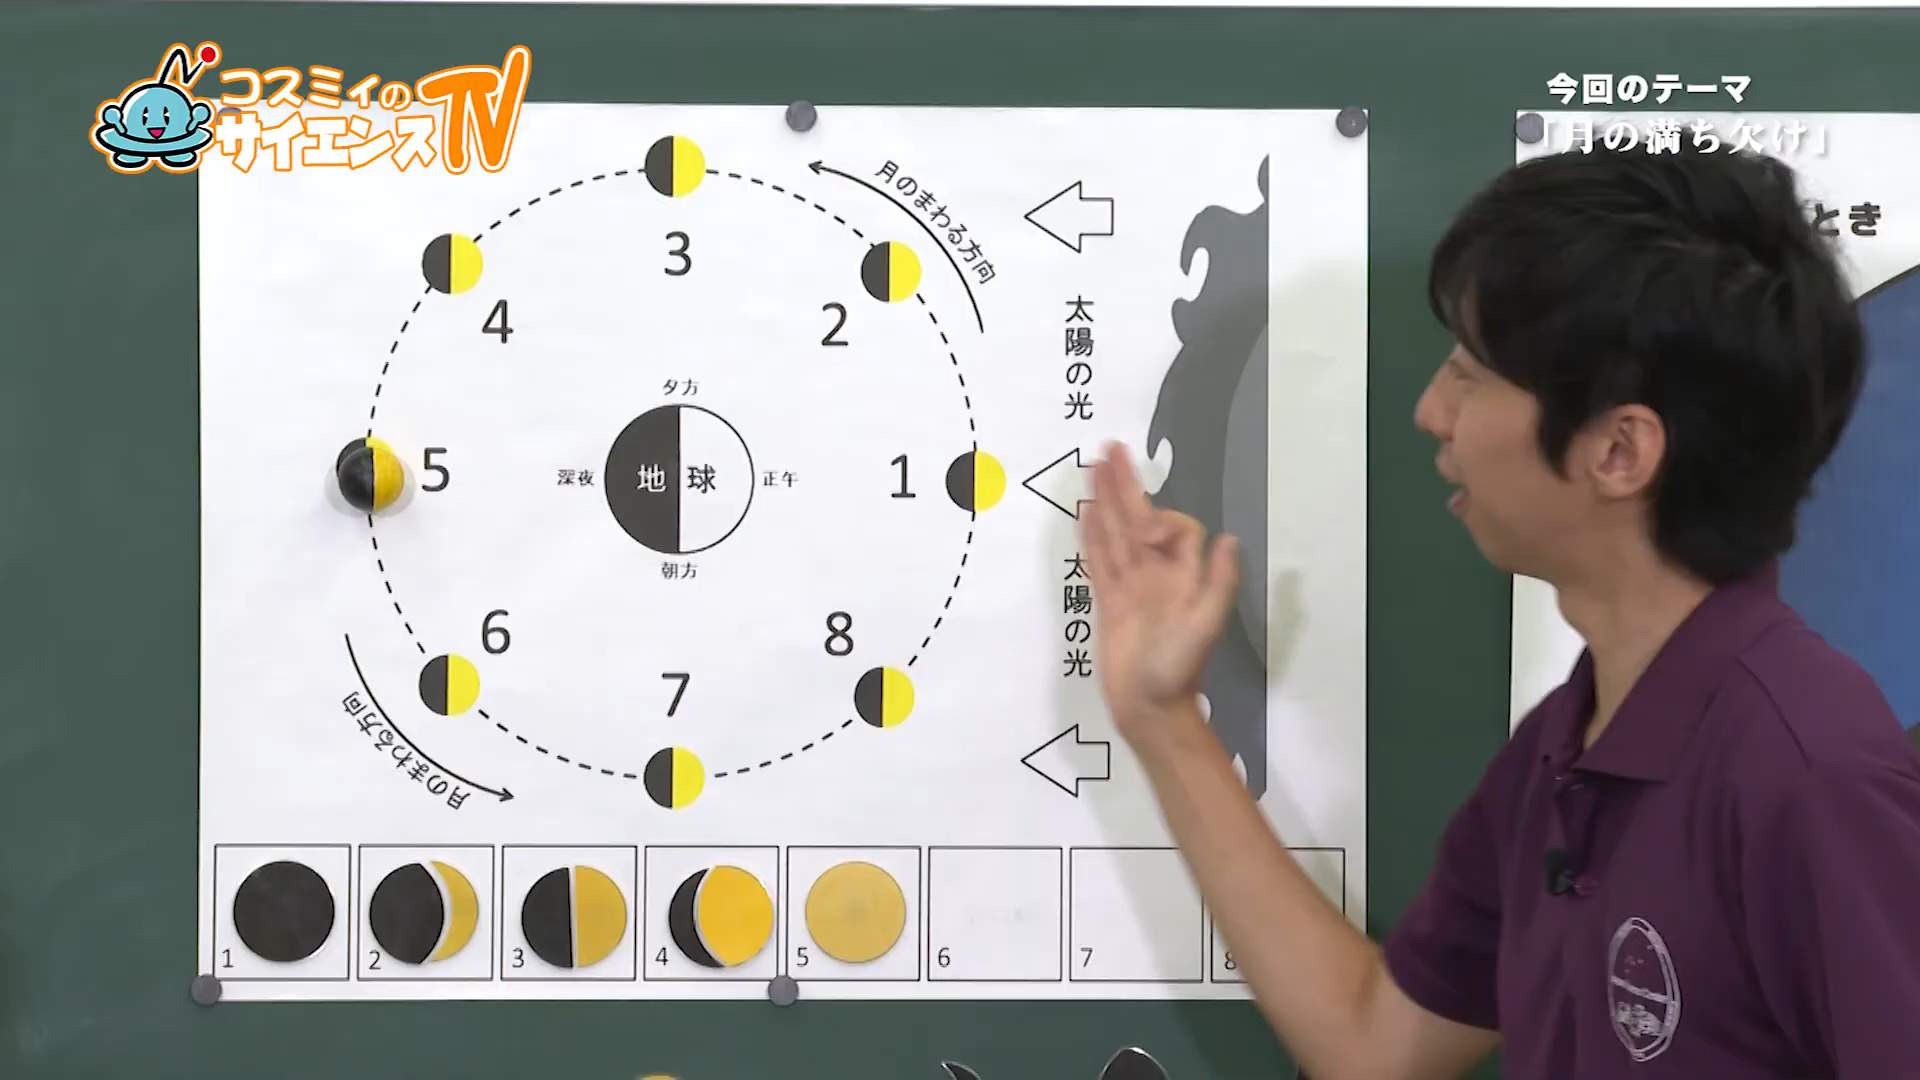 コスミィの
サイエンスTV
今回のテーマ
「月の満ち欠け」
とき
月のまわる方向
太陽の光
太陽の光
3
4
2
5
1
6
8
7
夕方
深夜
地球
正午
朝方
月のまわる方向
1
2
3
4
5
6
7
8